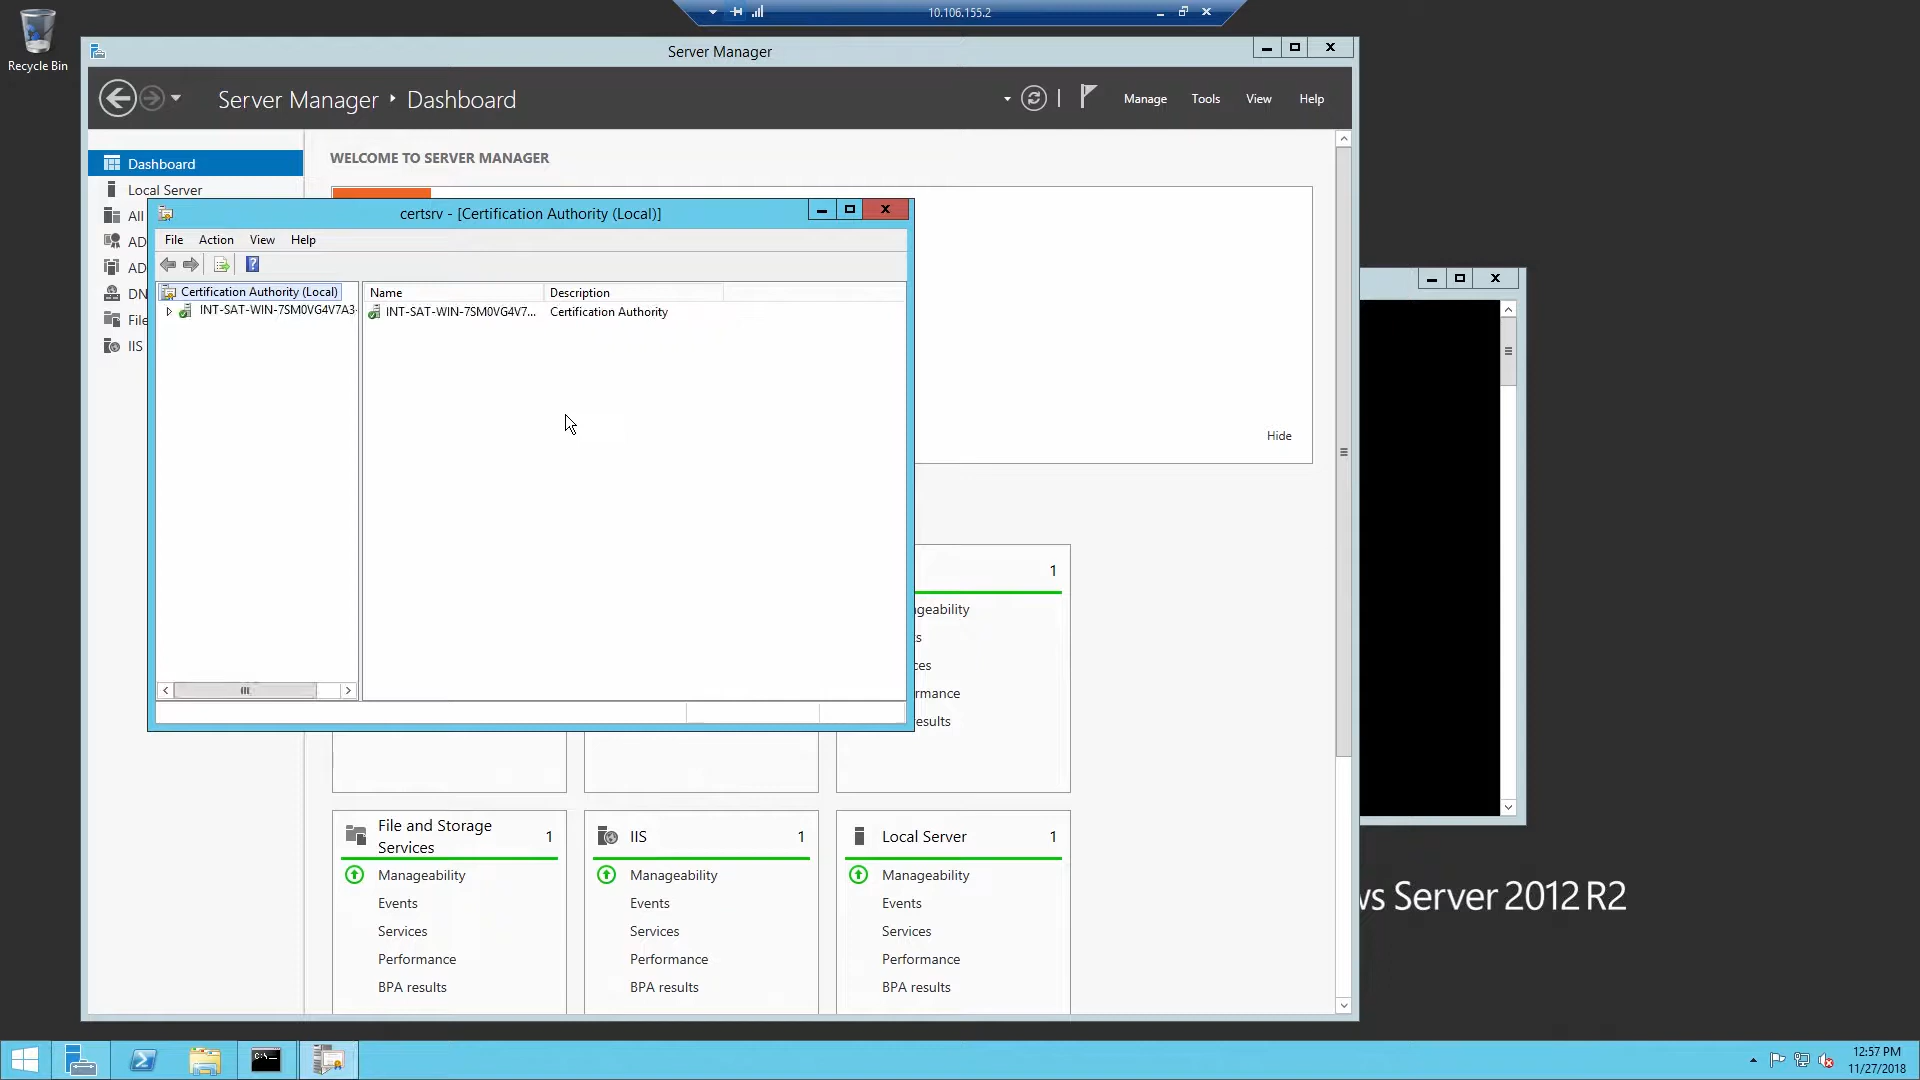 10.106.155.2
Recycle Bin
Server Manager
Server Manager
Dashboard
Manage
Tools
View
Help
Dashboard
Local Server
All
AD
AD
DN
File
IIS
WELCOME TO SERVER MANAGER
Hide
certsrv - [Certification Authority (Local)]
File
Action
View
Help
Certification Authority (Local)
INT-SAT-WIN-7SM0VG4V7A3-
Name
Description
INT-SAT-WIN-7SM0VG4V7...
Certification Authority
1
ageability
ts
ces
rmance
esults
File and Storage
Services
1
Manageability
Events
Services
Performance
BPA results
IIS
1
Manageability
Events
Services
Performance
BPA results
Local Server
1
Manageability
Events
Services
Performance
BPA results
ws Server 2012 R2
C:\_
12:57 PM
11/27/2018